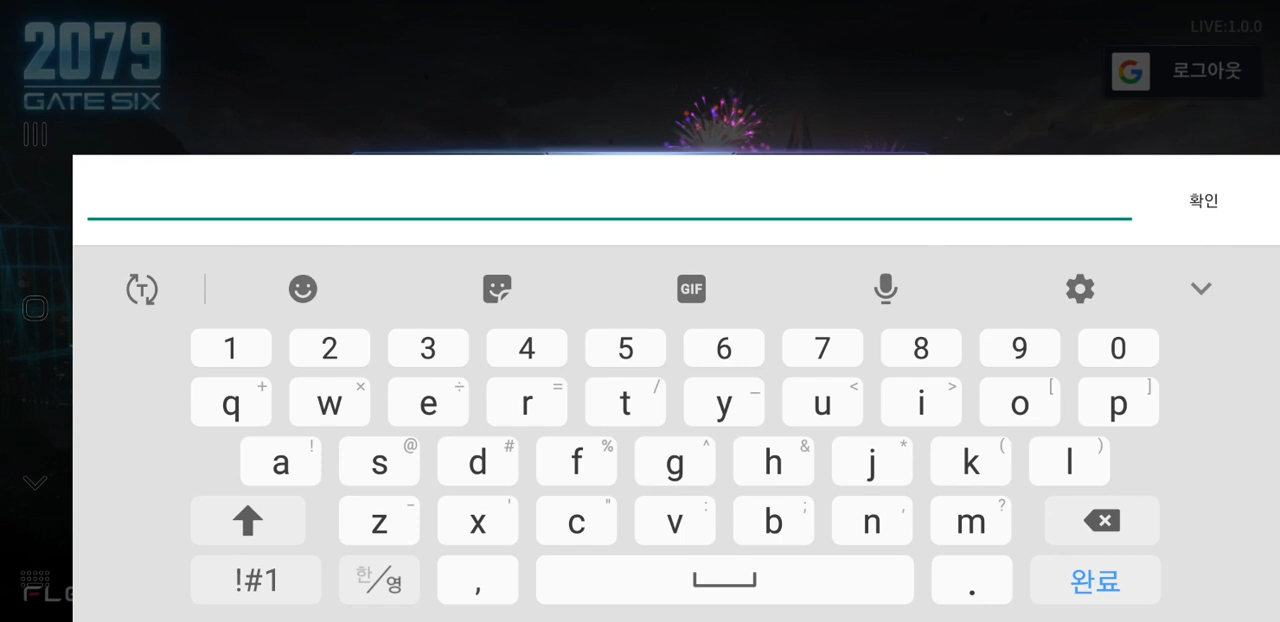 2079
GATE SIX
LIVE:1.0.0
로그아웃
확인
T
GIF
1 2 3 4 5 6 7 8 9 0
q + w × e ÷ r = t / y _ u < i > o [ p ]
a ! s @ d # f % g ^ h & j * k ( l )
z - x ' c " v : b ; n , m ?
!#1 한/영 , . 완료